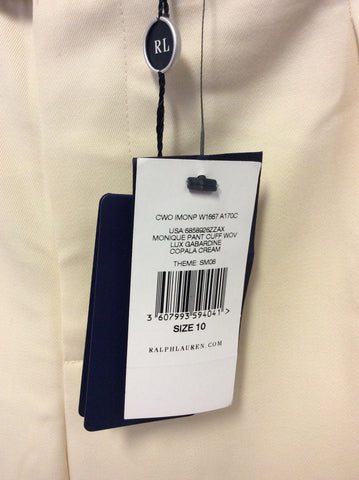 RL
CWO IMONP W1667 A170C
USA:68589262ZAX
MONIQUE PANT CUFF WOV
LUX GABARDINE
COPALA CREAM
THEME: SM06
3 607993 594041 >
SIZE 10
RALPHLAUREN.COM